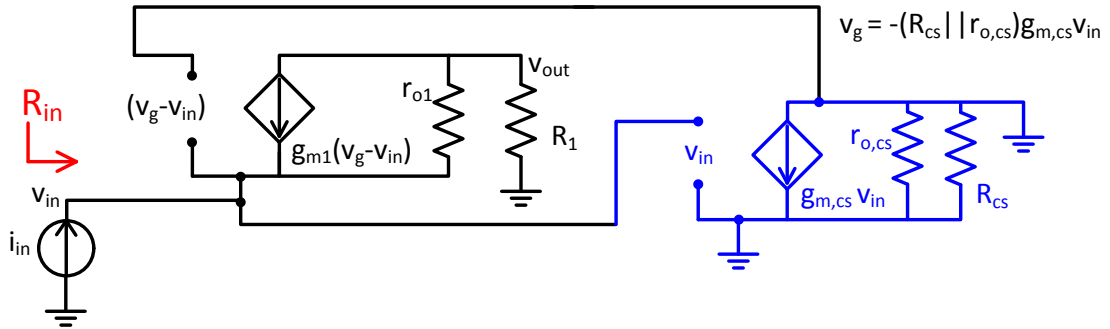 v_g = -(R_cs || r_o,cs)g_m,cs v_in
v_out
r_o1
(v_g-v_in)
R_in
R_1
g_m1(v_g-v_in)
v_in
i_in
v_in
r_o,cs
g_m,cs v_in
R_cs